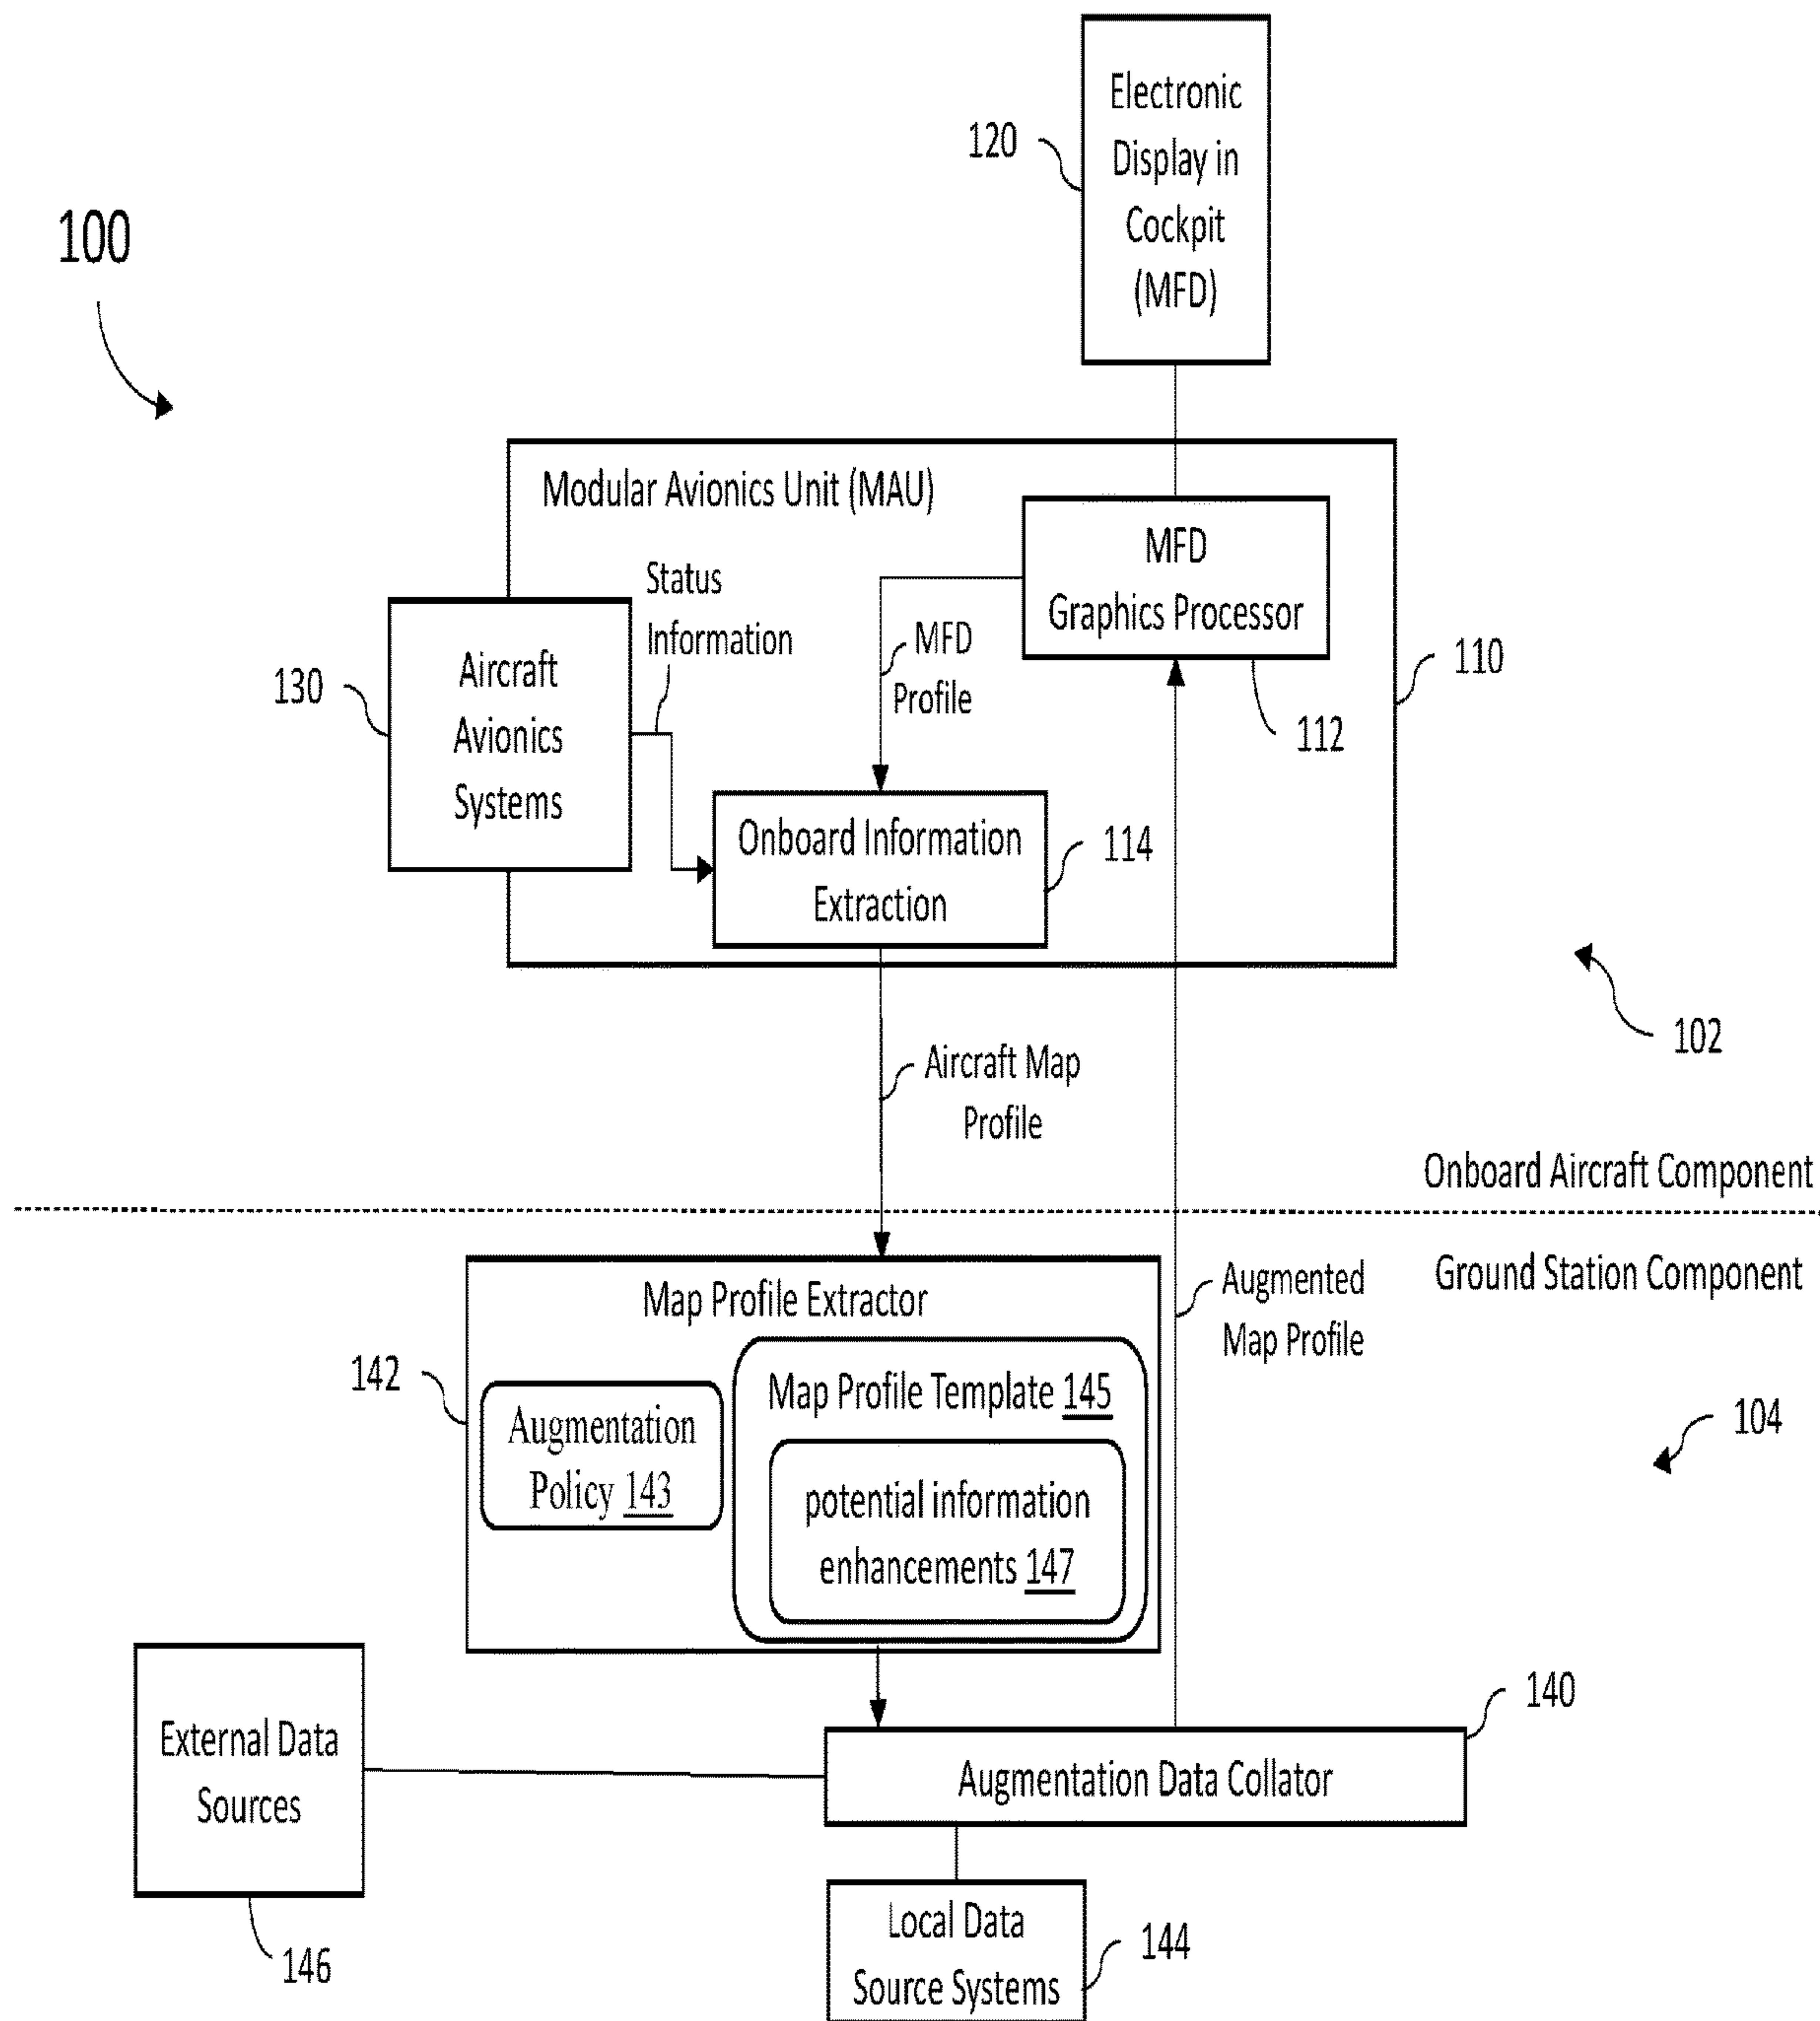 Electronic
Display in
Cockpit
(MFD)
120
100
Modular Avionics Unit (MAU)
MFD
Graphics Processor
Status
Information
MFD
Profile
110
112
Aircraft
Avionics
Systems
130
Onboard Information
Extraction
114
102
Aircraft Map
Profile
Onboard Aircraft Component
Ground Station Component
Augmented
Map Profile
Map Profile Extractor
142
Map Profile Template 145
Augmentation
Policy 143
potential information
enhancements 147
104
140
External Data
Sources
146
Augmentation Data Collator
Local Data
Source Systems
144